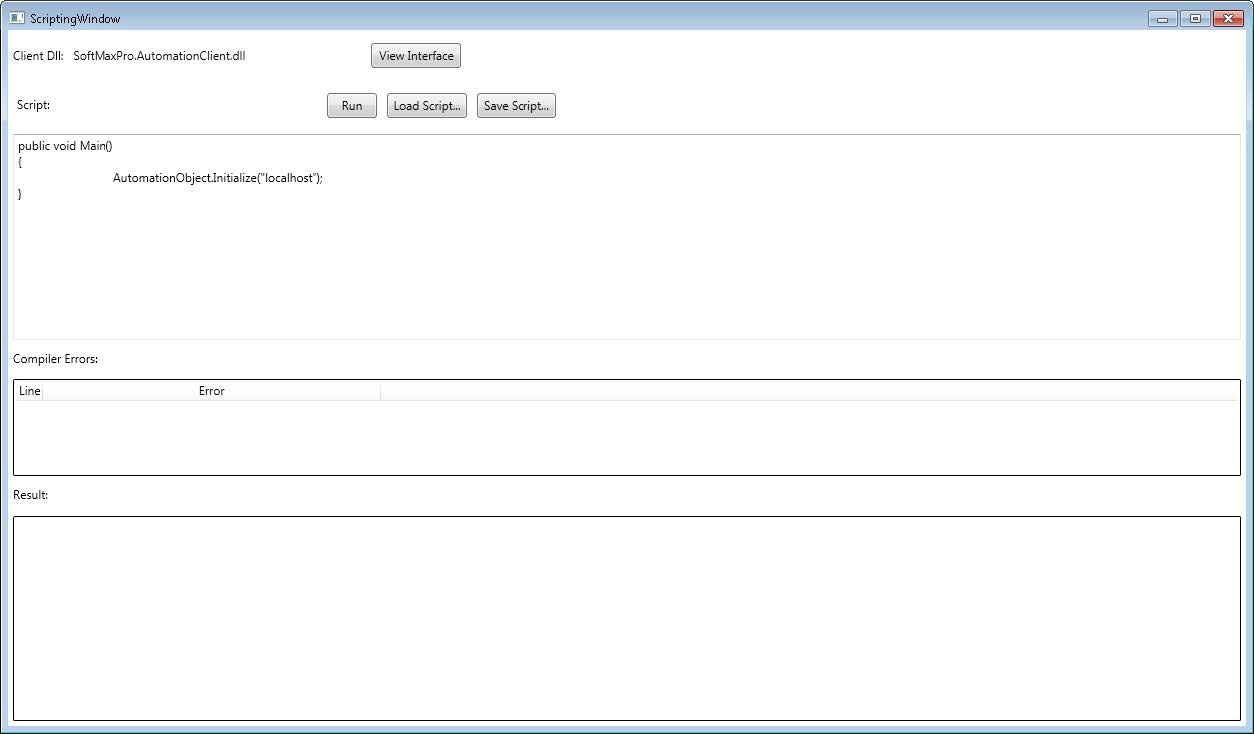 ScriptingWindow
Client Dll: SoftMaxPro.AutomationClient.dll View Interface
Script: Run Load Script... Save Script...
public void Main()
{
AutomationObject.Initialize("localhost");
}
Compiler Errors:
Line Error
Result: